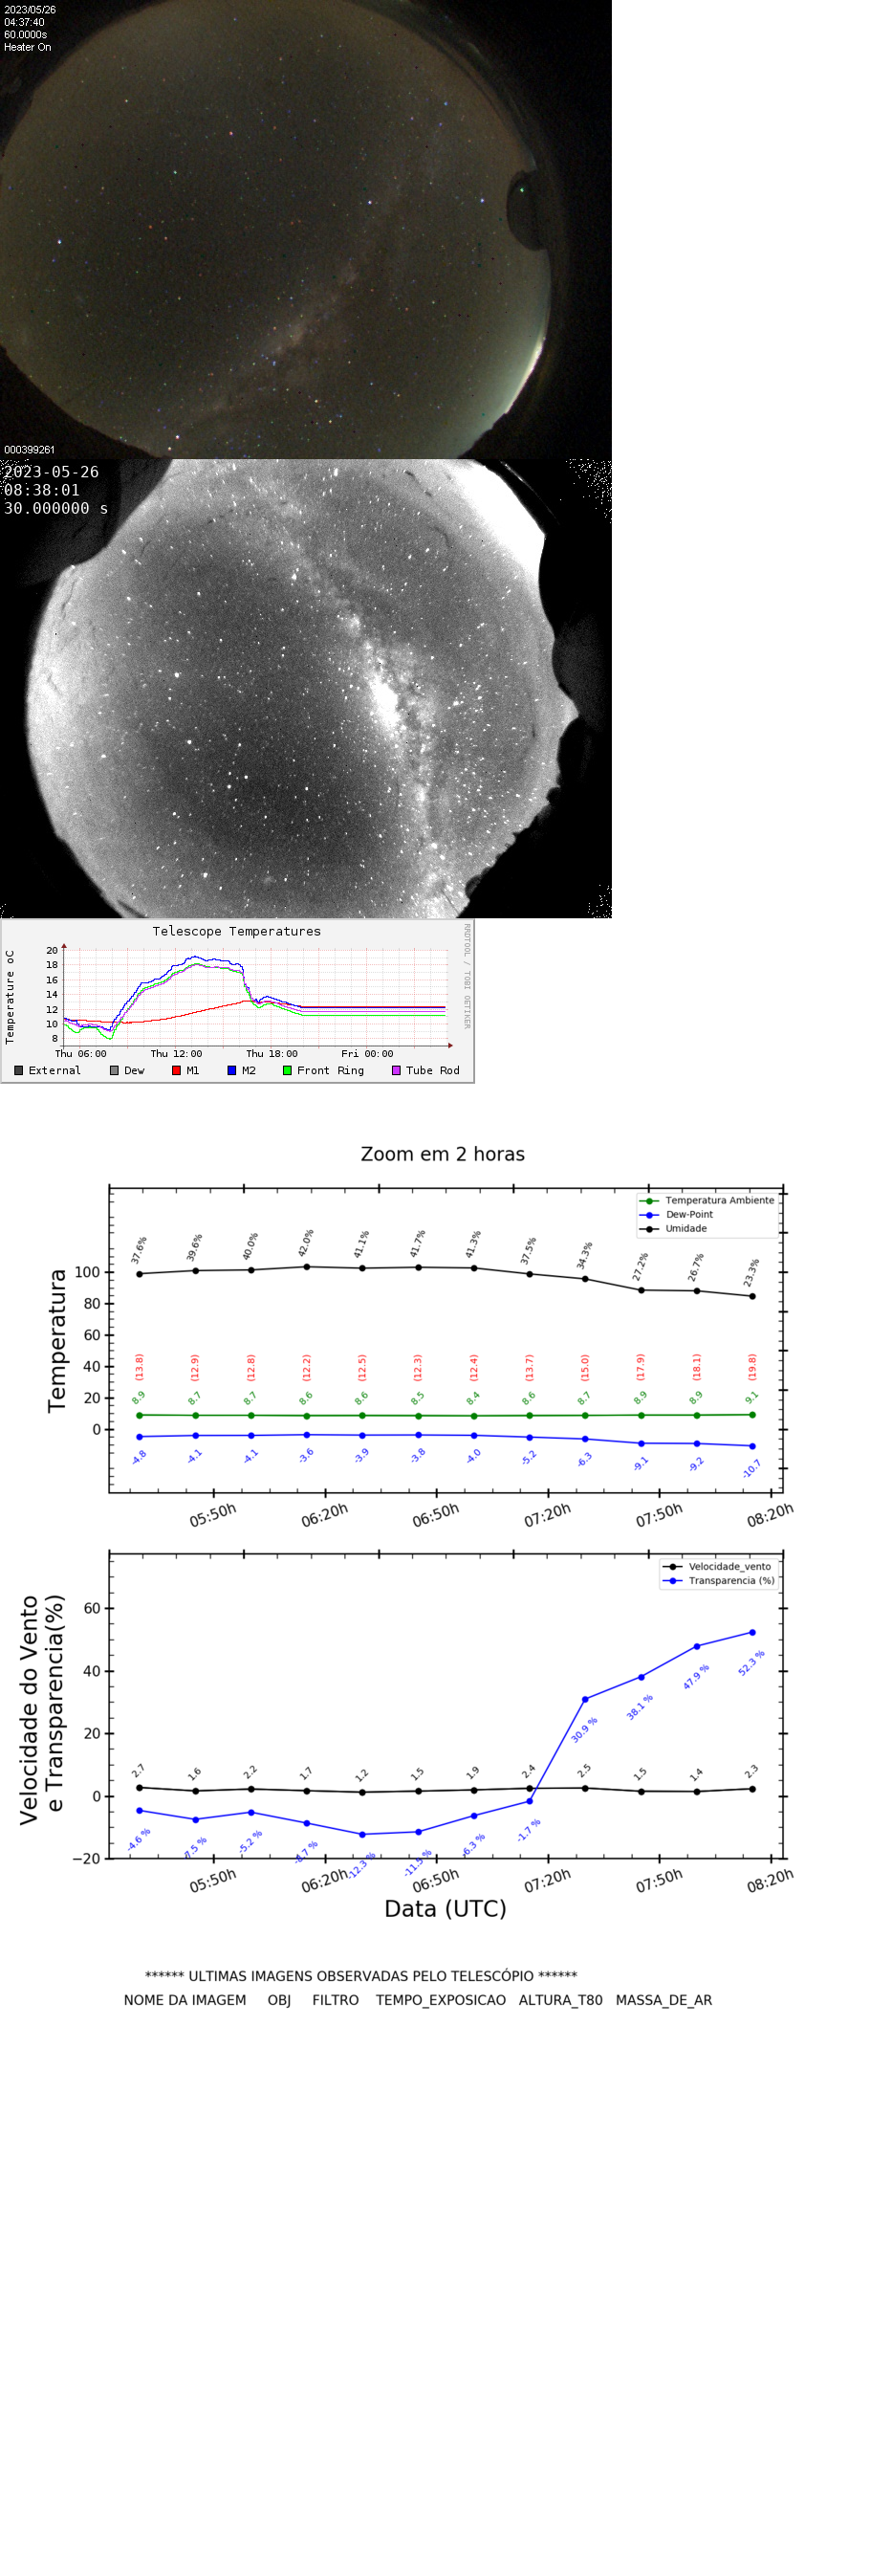 2023/05/26
04:37:40
60.0000s
Heater On
000399261
2023-05-26
08:38:01
30.000000 s
Telescope Temperatures
RRDTOOL / TOBI OETIKER
Temperature oC
20
18
16
14
12
10
8
Thu 06:00 Thu 12:00 Thu 18:00 Fri 00:00
External Dew M1 M2 Front Ring Tube Rod
Zoom em 2 horas
Temperatura Ambiente
Dew-Point
Umidade
Temperatura
100
80
60
40
20
0
37.6% 39.6% 40.0% 42.0% 41.1% 41.7% 41.3% 37.5% 34.3% 27.2% 26.7% 23.3%
(13.8) (12.9) (12.8) (12.2) (12.5) (12.3) (12.4) (13.7) (15.0) (17.9) (18.1) (19.8)
8.9 8.7 8.7 8.6 8.6 8.5 8.4 8.6 8.7 8.9 8.9 9.1
-4.8 -4.1 -4.1 -3.6 -3.9 -3.8 -4.0 -5.2 -6.3 -9.1 -9.2 -10.7
05:50h 06:20h 06:50h 07:20h 07:50h 08:20h
Velocidade_vento
Transparencia (%)
Velocidade do Vento
e Transparencia(%)
60
40
20
0
−20
2.7 1.6 2.2 1.7 1.2 1.5 1.9 2.4 2.5 1.5 1.4 2.3
-4.6 % -7.5 % -5.2 % -8.7 % -12.3 % -11.5 % -6.3 % -1.7 % 30.9 % 38.1 % 47.9 % 52.3 %
05:50h 06:20h 06:50h 07:20h 07:50h 08:20h
Data (UTC)
****** ULTIMAS IMAGENS OBSERVADAS PELO TELESCÓPIO ******
NOME DA IMAGEM OBJ FILTRO TEMPO_EXPOSICAO ALTURA_T80 MASSA_DE_AR